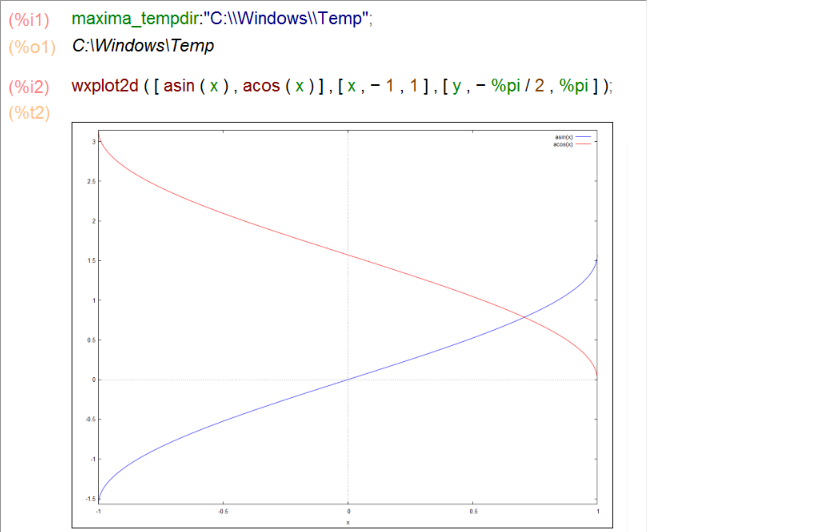 (%i1) maxima_tempdir:"C:\\Windows\\Temp";
(%o1) C:\Windows\Temp
(%i2) wxplot2d ( [ asin ( x ) , acos ( x ) ] , [ x , − 1 , 1 ] , [ y , − %pi / 2 , %pi ] );
(%t2)
asin(x)
acos(x)
3
2.5
2
1.5
1
0.5
0
-0.5
-1
-1.5
-1 -0.5 0 0.5 1
x